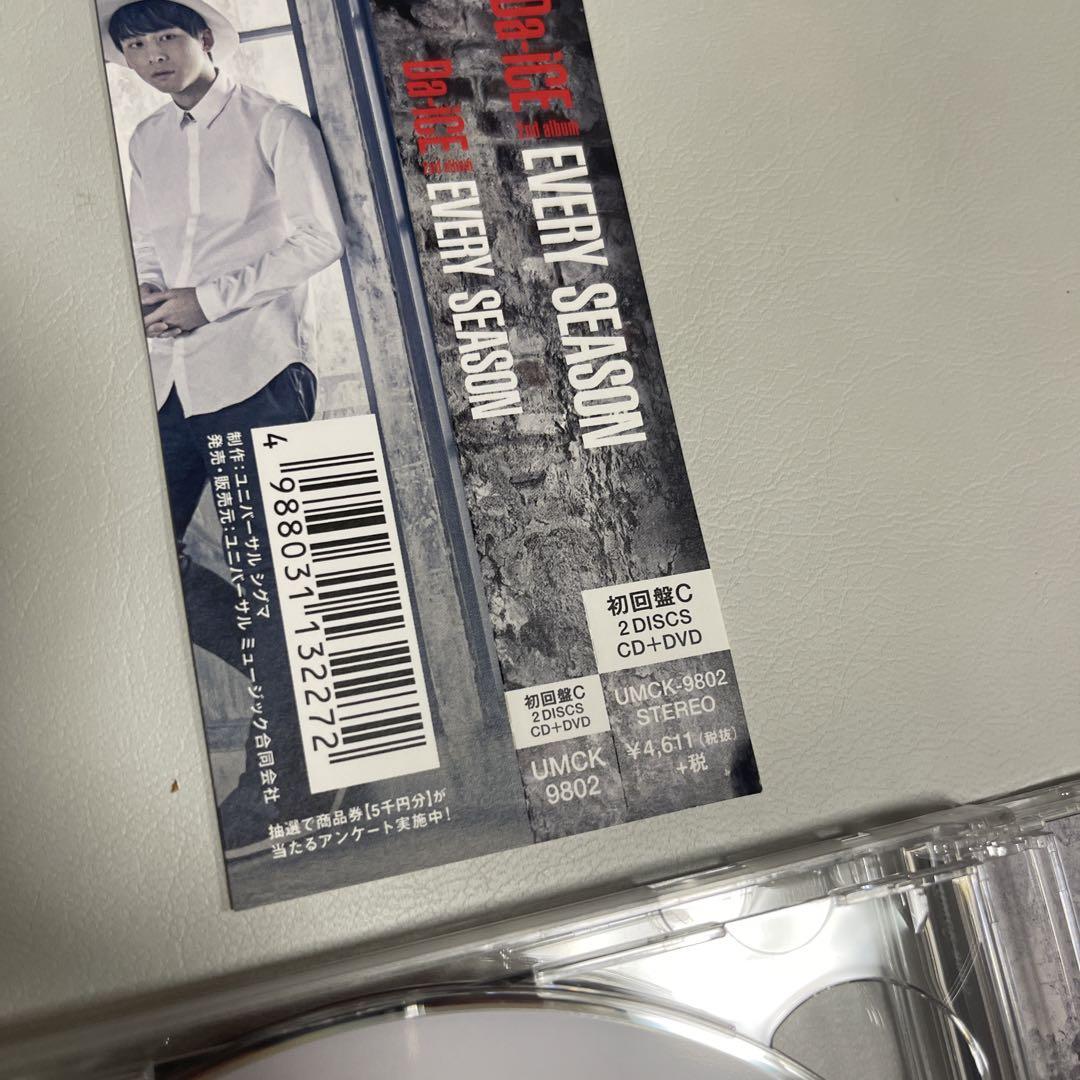 Da-iCE
2nd album
EVERY SEASON
初回盤C
2DISCS
CD+DVD
UMCK-9802
STEREO
¥4,611(税抜)
+税
Da-iCE
2nd album
EVERY SEASON
初回盤C
2DISCS
CD+DVD
UMCK
9802
4 988031 132272
制作:ユニバーサル シグマ
発売・販売元:ユニバーサル ミュージック合同会社
抽選で商品券【5千円分】が
当たるアンケート実施中!